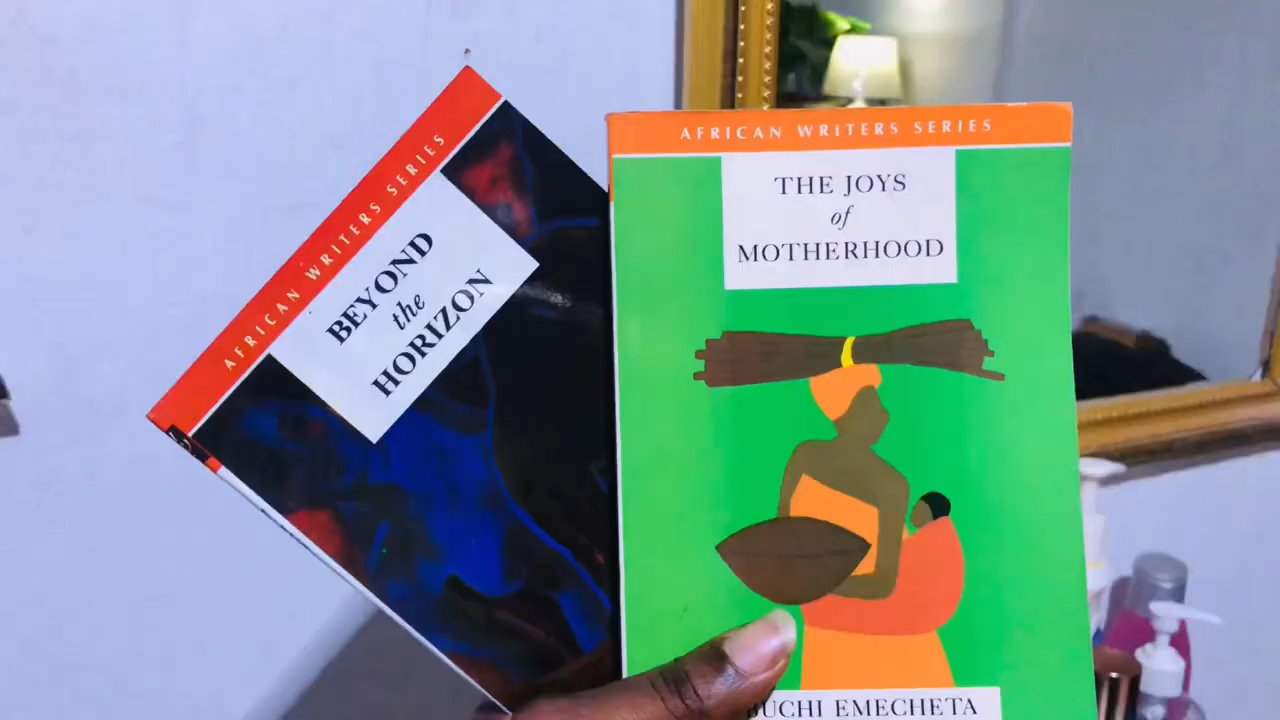 AFRICAN WRITERS SERIES
BEYOND
the
HORIZON
AFRICAN WRITERS SERIES
THE JOYS
of
MOTHERHOOD
BUCHI EMECHETA